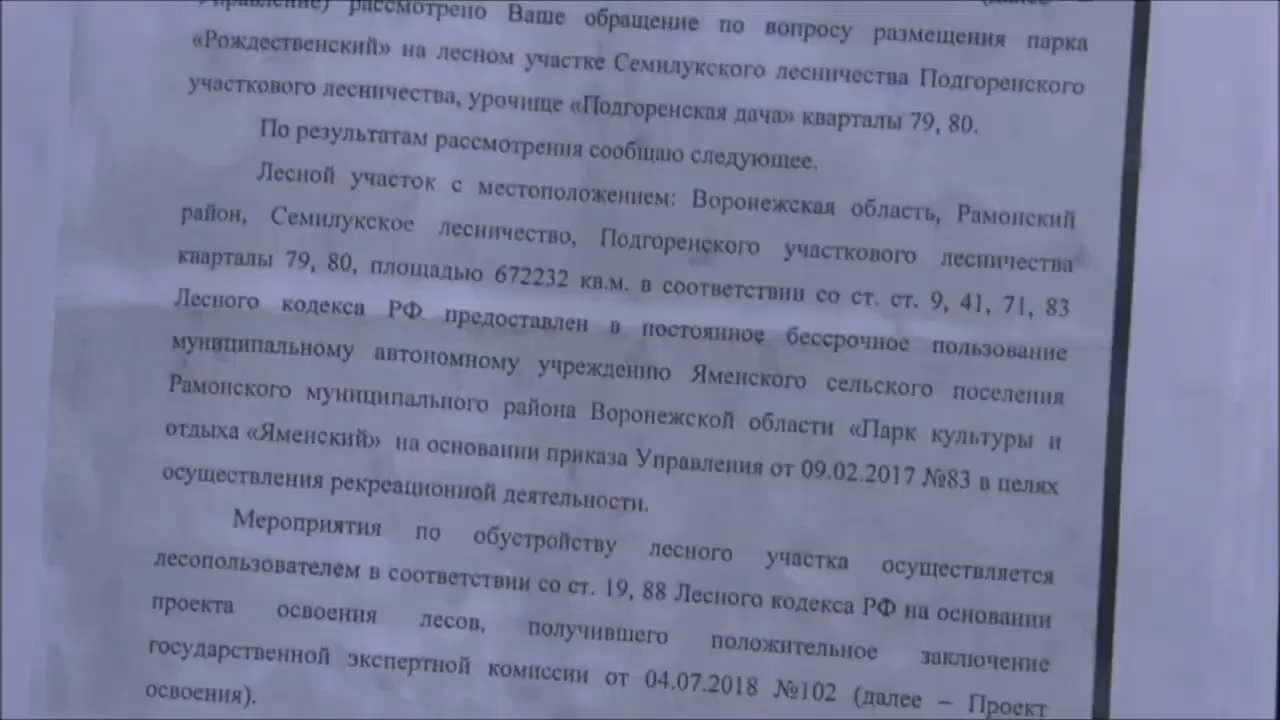 Управление) рассмотрено Ваше обращение по вопросу размещения парка
«Рождественский» на лесном участке Семилукского лесничества Подгоренского
участкового лесничества, урочище «Подгоренская дача» кварталы 79, 80.
По результатам рассмотрения сообщаю следующее.
Лесной участок с местоположением: Воронежская область, Рамонский
район, Семилукское лесничество, Подгоренского участкового лесничества
кварталы 79, 80, площадью 672232 кв.м. в соответствии со ст. ст. 9, 41, 71, 83
Лесного кодекса РФ предоставлен в постоянное бессрочное пользование
муниципальному автономному учреждению Яменского сельского поселения
Рамонского муниципального района Воронежской области «Парк культуры и
отдыха «Яменский» на основании приказа Управления от 09.02.2017 №83 в целях
осуществления рекреационной деятельности.
Мероприятия по обустройству лесного участка осуществляется
лесопользователем в соответствии со ст. 19, 88 Лесного кодекса РФ на основании
проекта освоения лесов, получившего положительное заключение
государственной экспертной комиссии от 04.07.2018 №102 (далее – Проект
освоения).